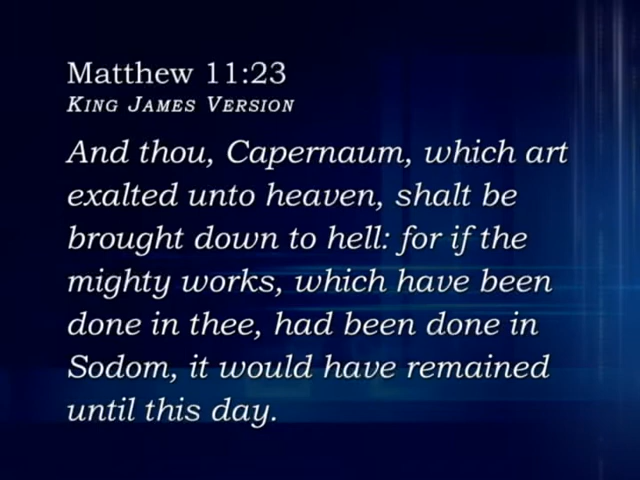 Matthew 11:23
King James Version
And thou, Capernaum, which art
exalted unto heaven, shalt be
brought down to hell: for if the
mighty works, which have been
done in thee, had been done in
Sodom, it would have remained
until this day.